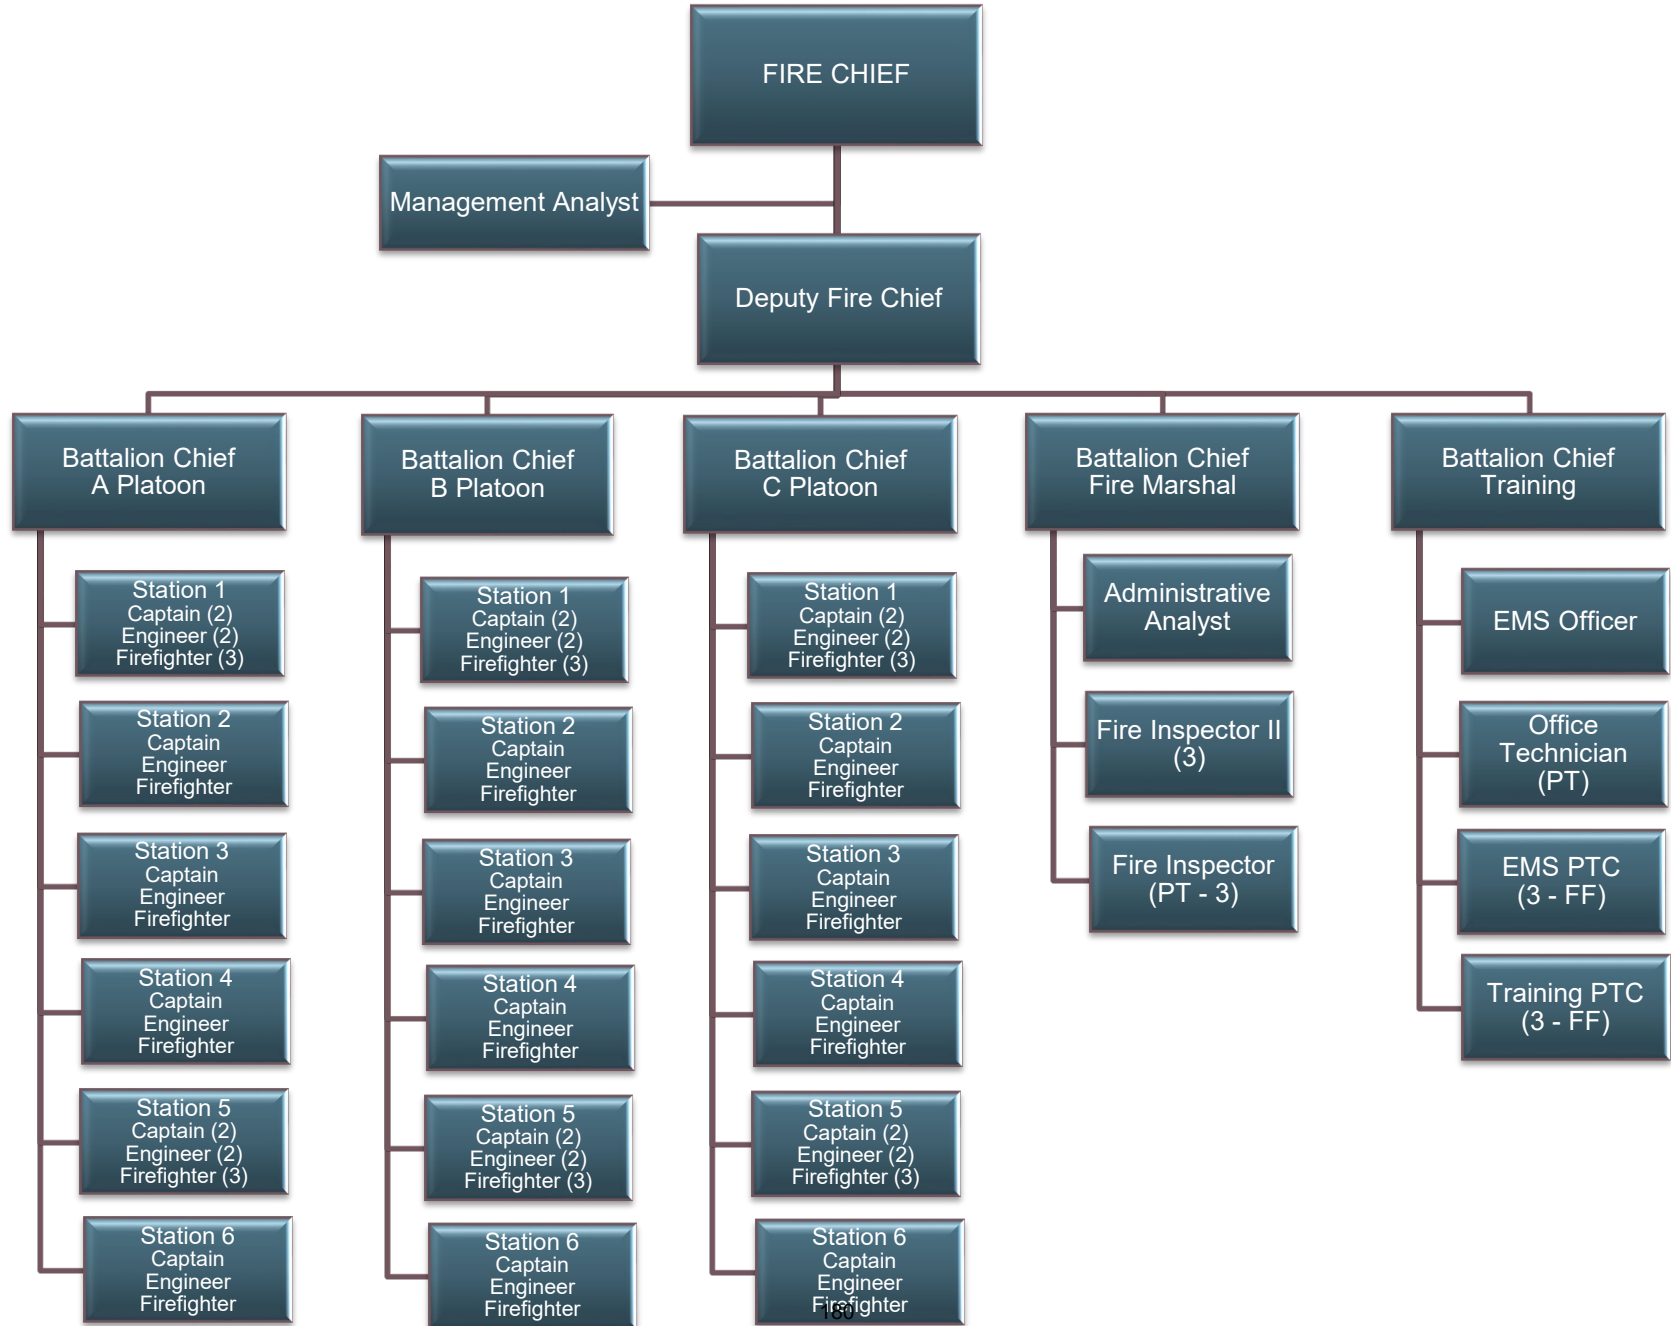 FIRE CHIEF
Management Analyst
Deputy Fire Chief
Battalion Chief
A Platoon
Station 1
Captain (2)
Engineer (2)
Firefighter (3)
Station 2
Captain
Engineer
Firefighter
Station 3
Captain
Engineer
Firefighter
Station 4
Captain
Engineer
Firefighter
Station 5
Captain (2)
Engineer (2)
Firefighter (3)
Station 6
Captain
Engineer
Firefighter
Battalion Chief
B Platoon
Station 1
Captain (2)
Engineer (2)
Firefighter (3)
Station 2
Captain
Engineer
Firefighter
Station 3
Captain
Engineer
Firefighter
Station 4
Captain
Engineer
Firefighter
Station 5
Captain (2)
Engineer (2)
Firefighter (3)
Station 6
Captain
Engineer
Firefighter
Battalion Chief
C Platoon
Station 1
Captain (2)
Engineer (2)
Firefighter (3)
Station 2
Captain
Engineer
Firefighter
Station 3
Captain
Engineer
Firefighter
Station 4
Captain
Engineer
Firefighter
Station 5
Captain (2)
Engineer (2)
Firefighter (3)
Station 6
Captain
Engineer
Firefighter
Battalion Chief
Fire Marshal
Administrative
Analyst
Fire Inspector II
(3)
Fire Inspector
(PT - 3)
Battalion Chief
Training
EMS Officer
Office
Technician
(PT)
EMS PTC
(3 - FF)
Training PTC
(3 - FF)
180